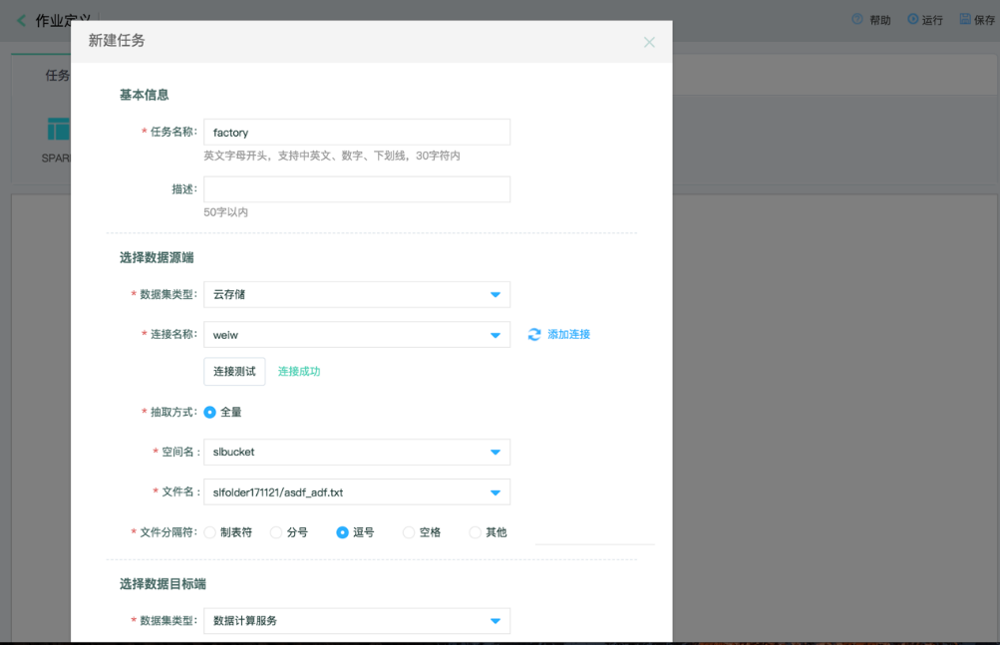 作业定义
帮助
运行
保存
新建任务
任务
SPAR
基本信息
* 任务名称: factory
英文字母开头，支持中英文、数字、下划线，30字符内
描述:
50字以内
选择数据源端
* 数据集类型: 云存储
* 连接名称: weiw
添加连接
连接测试 连接成功
* 抽取方式: 全量
* 空间名 : slbucket
* 文件名 : slfolder171121/asdf_adf.txt
* 文件分隔符: 制表符 分号 逗号 空格 其他
选择数据目标端
* 数据集类型: 数据计算服务